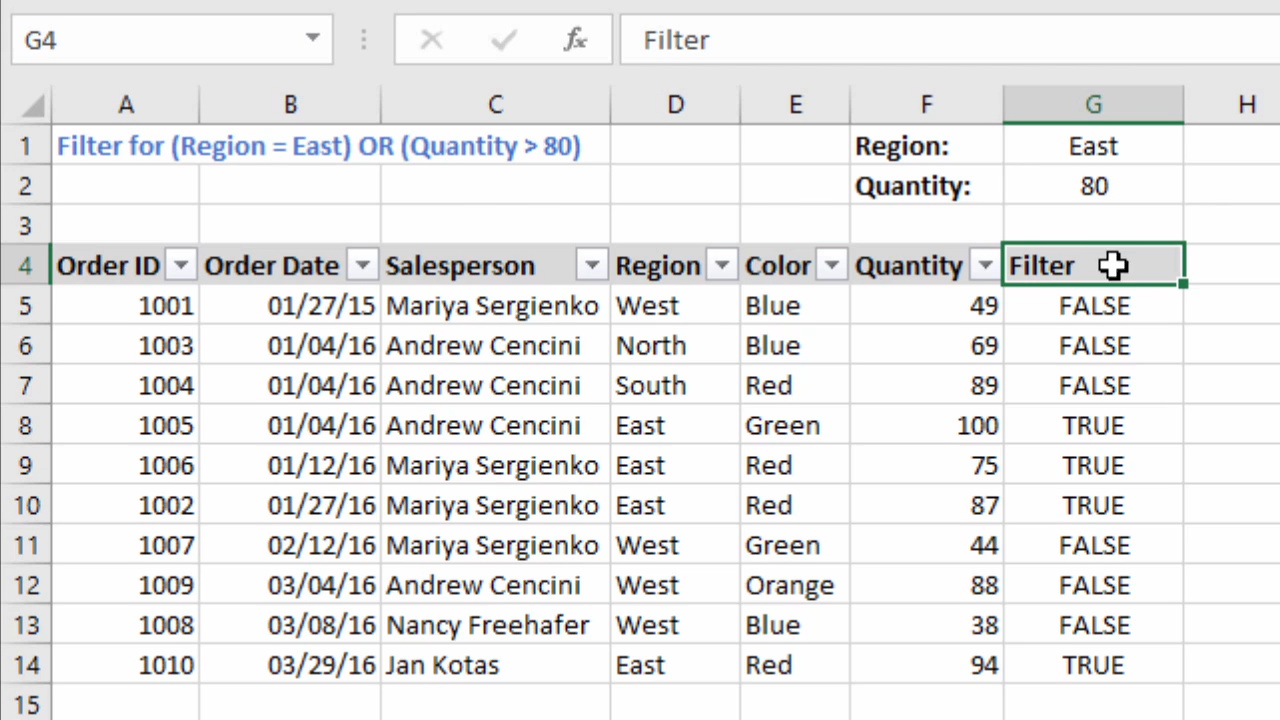 G4 fx Filter
A B C D E F G H
1 Filter for (Region = East) OR (Quantity > 80) Region: East
2 Quantity: 80
3
4 Order ID Order Date Salesperson Region Color Quantity Filter
5 1001 01/27/15 Mariya Sergienko West Blue 49 FALSE
6 1003 01/04/16 Andrew Cencini North Blue 69 FALSE
7 1004 01/04/16 Andrew Cencini South Red 89 FALSE
8 1005 01/04/16 Andrew Cencini East Green 100 TRUE
9 1006 01/12/16 Mariya Sergienko East Red 75 TRUE
10 1002 01/27/16 Mariya Sergienko East Red 87 TRUE
11 1007 02/12/16 Mariya Sergienko West Green 44 FALSE
12 1009 03/04/16 Andrew Cencini West Orange 88 FALSE
13 1008 03/08/16 Nancy Freehafer West Blue 38 FALSE
14 1010 03/29/16 Jan Kotas East Red 94 TRUE
15